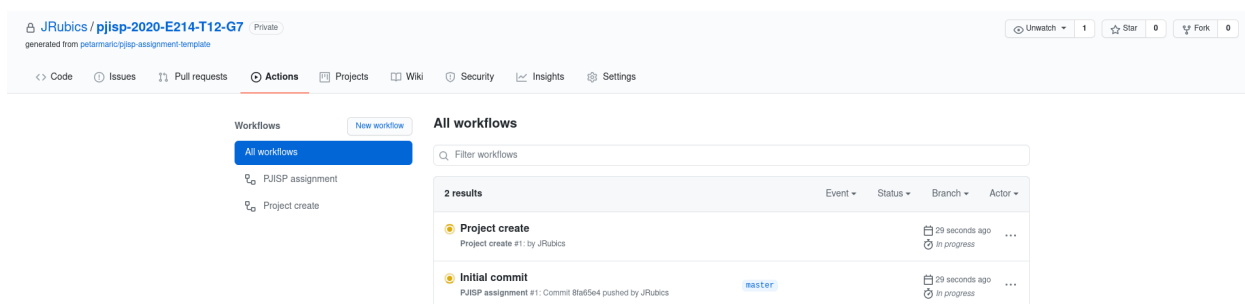 JRubics / pjisp-2020-E214-T12-G7 Private
Unwatch 1 Star 0 Fork 0
generated from petarmaric/pjisp-assignment-template
<> Code Issues Pull requests Actions Projects Wiki Security Insights Settings
Workflows New workflow
All workflows
PJISP assignment
Project create
All workflows
Filter workflows
2 results Event Status Branch Actor
Project create
Project create #1: by JRubics
29 seconds ago
In progress
Initial commit
PJISP assignment #1: Commit 8fa65e4 pushed by JRubics
master
29 seconds ago
In progress